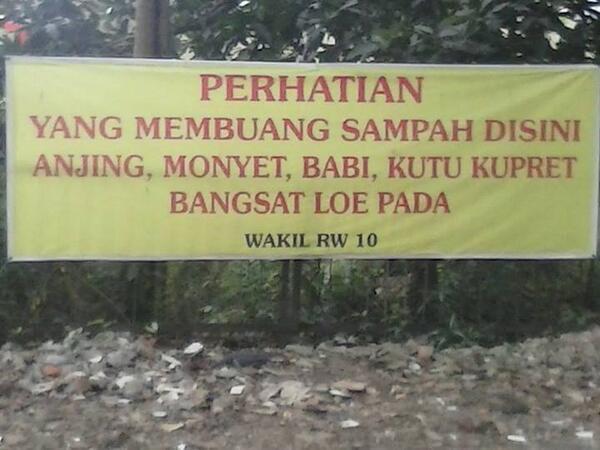 PERHATIAN
YANG MEMBUANG SAMPAH DISINI
ANJING, MONYET, BABI, KUTU KUPRET
BANGSAT LOE PADA
WAKIL RW 10